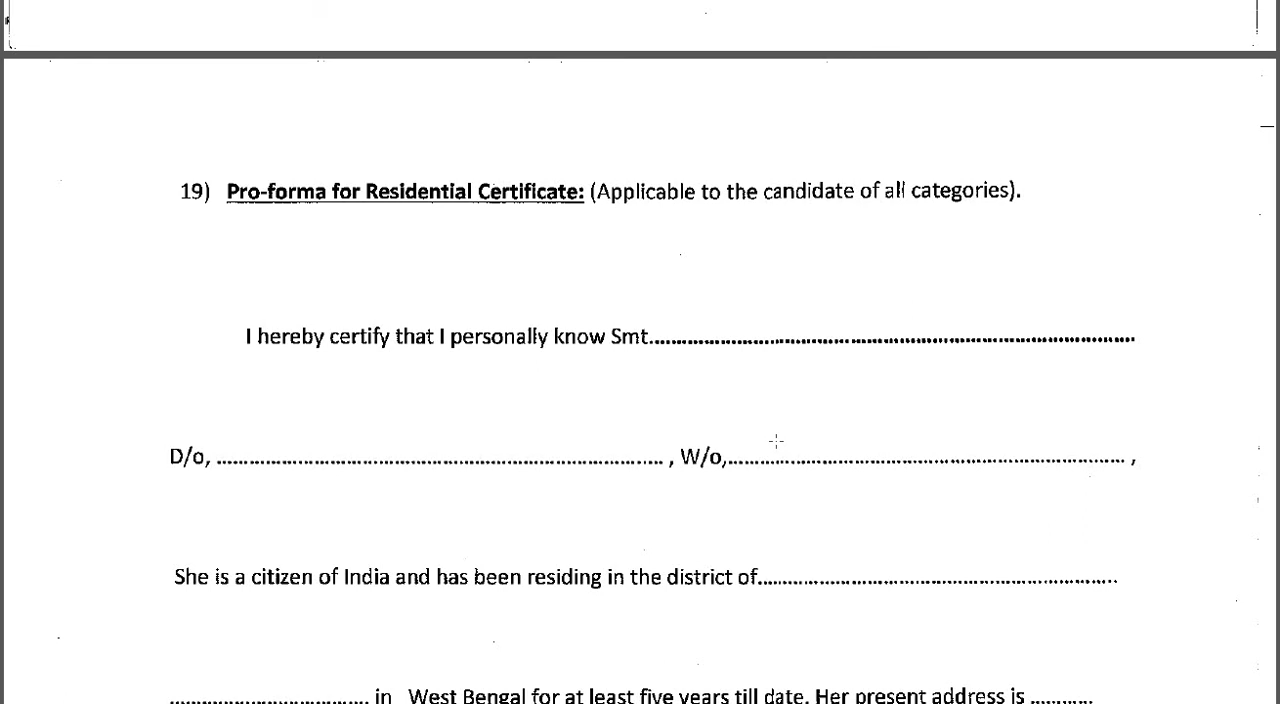 19) Pro-forma for Residential Certificate: (Applicable to the candidate of all categories).
I hereby certify that I personally know Smt...........................................................................................
D/o, .................................................................................... , W/o,.......................................................................... ,
She is a citizen of India and has been residing in the district of...................................................................
..................................... in West Bengal for at least five years till date. Her present address is ............